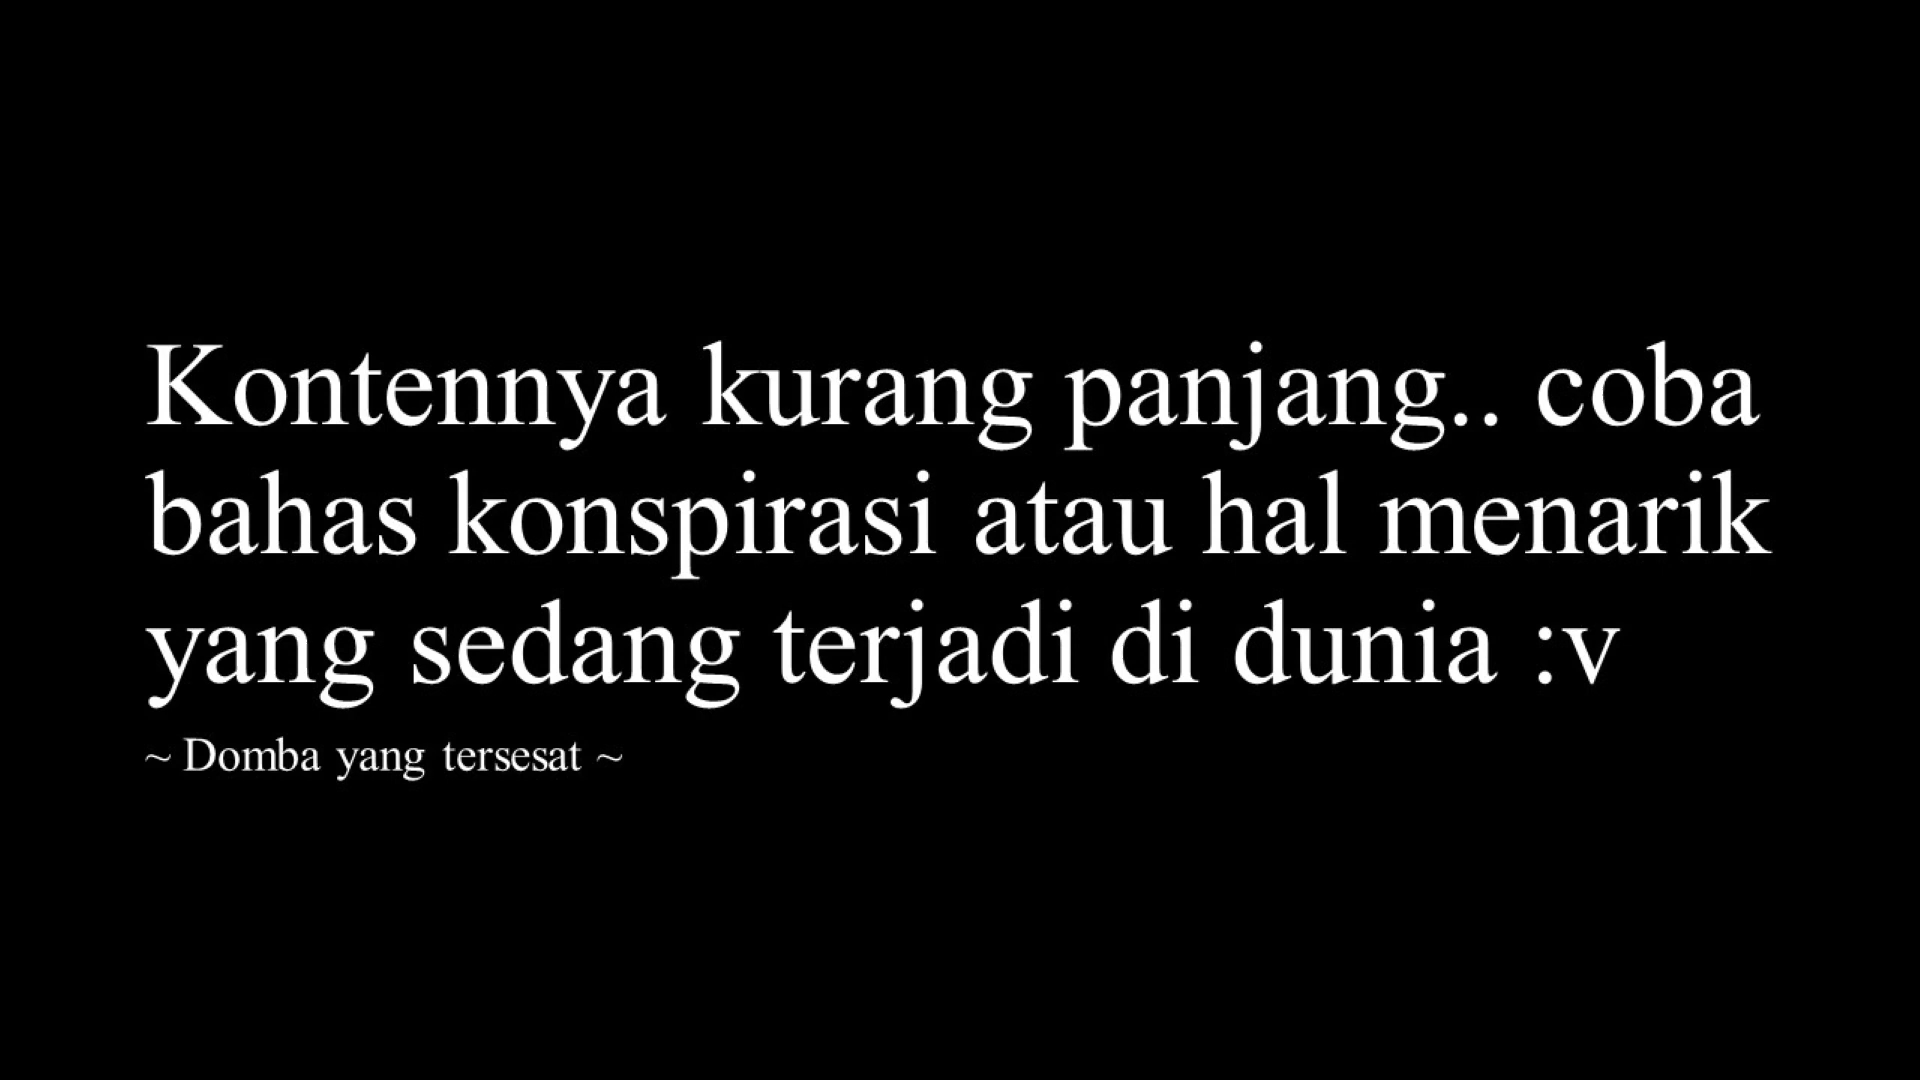 Kontennya kurang panjang.. coba
bahas konspirasi atau hal menarik
yang sedang terjadi di dunia :v
~ Domba yang tersesat ~